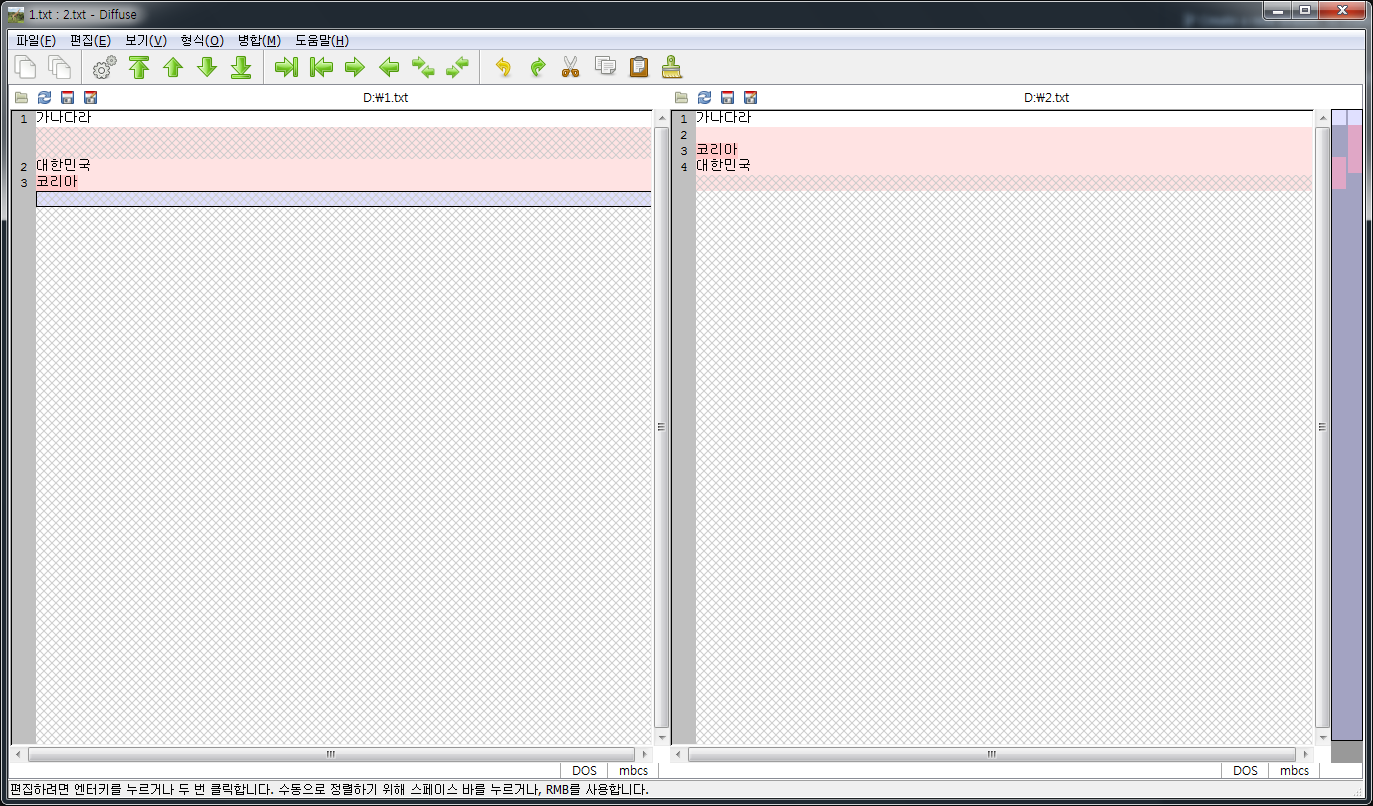 1.txt : 2.txt - Diffuse
파일(F) 편집(E) 보기(V) 형식(O) 병합(M) 도움말(H)
D:₩1.txt
1 가나다라
2 대한민국
3 코리아
D:₩2.txt
1 가나다라
2
3 코리아
4 대한민국
DOS mbcs
DOS mbcs
편집하려면 엔터키를 누르거나 두 번 클릭합니다. 수동으로 정렬하기 위해 스페이스 바를 누르거나, RMB를 사용합니다.